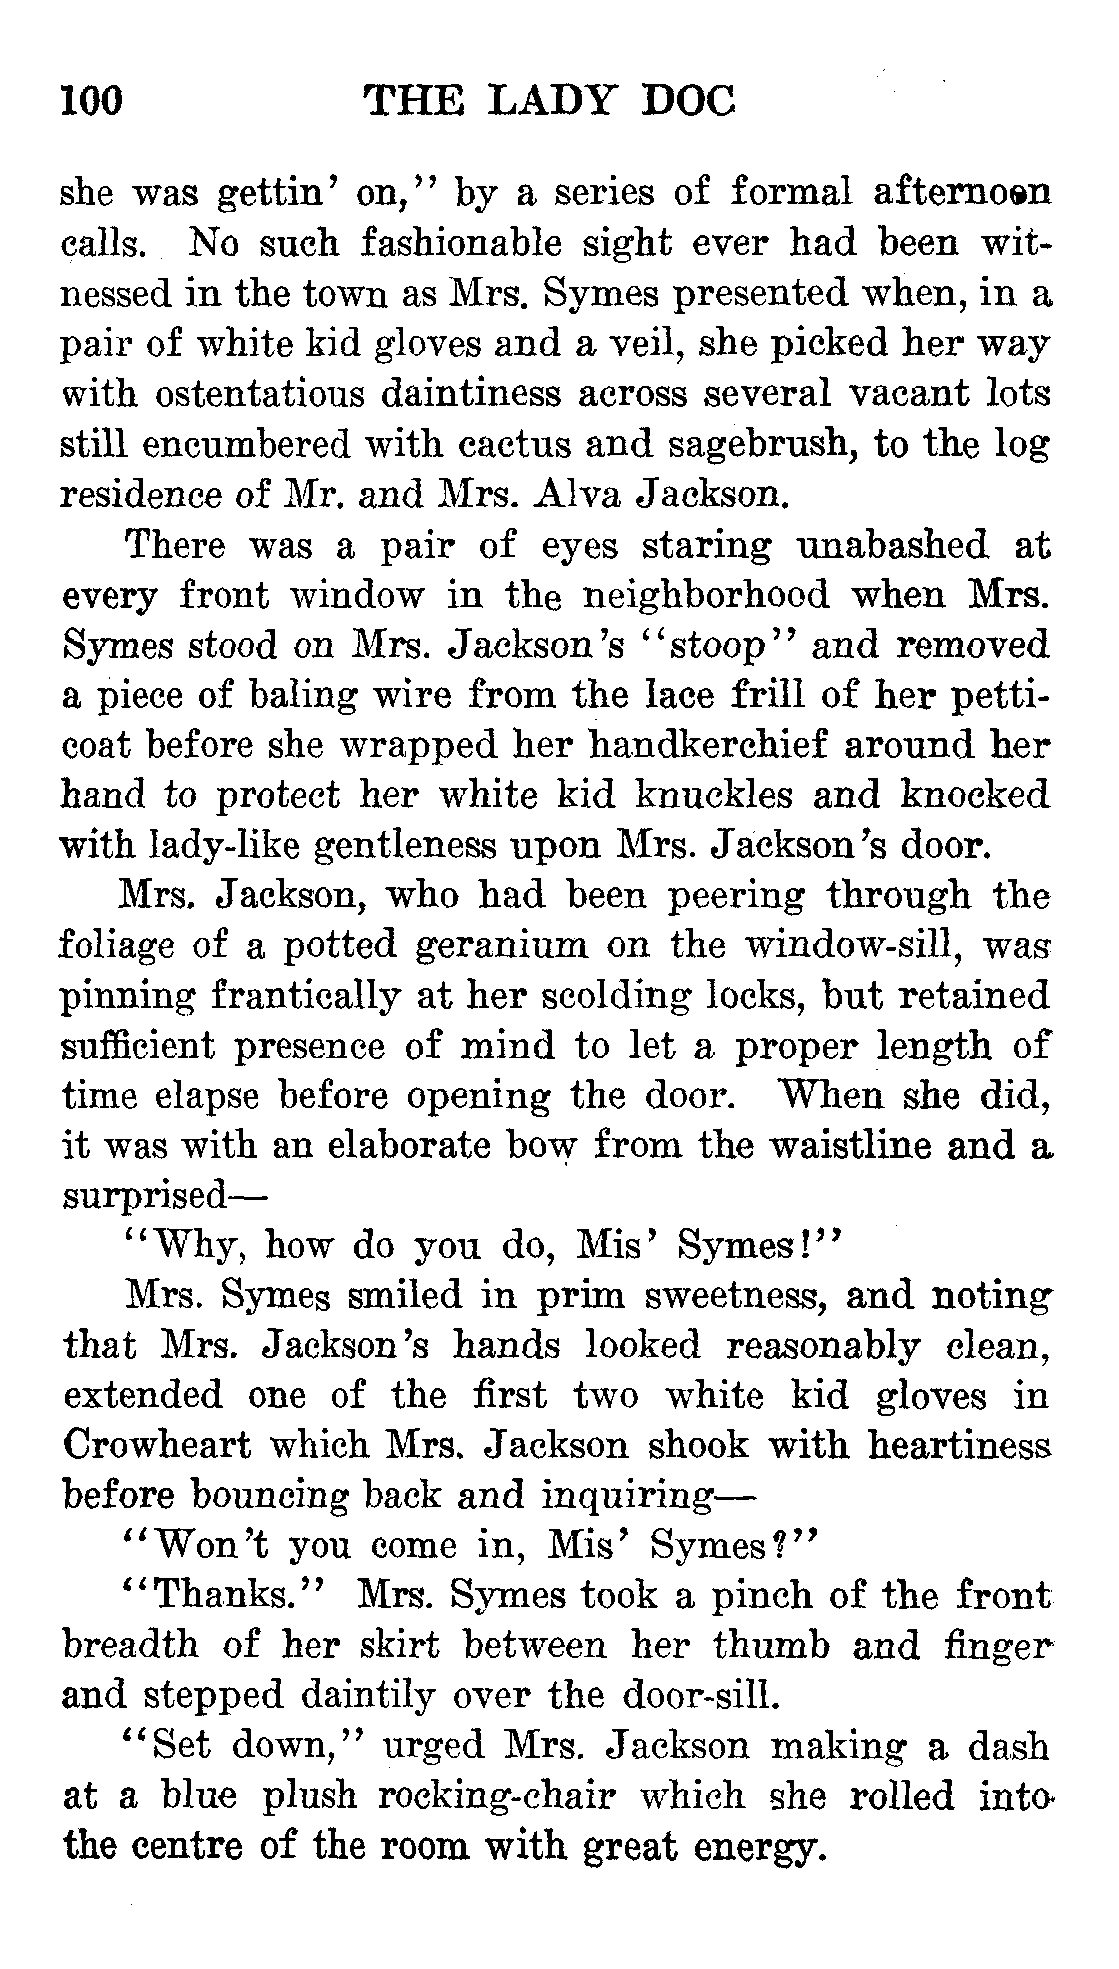 100 THE LADY DOC
she was gettin' on," by a series of formal afternoon
calls. No such fashionable sight ever had been wit-
nessed in the town as Mrs. Symes presented when, in a
pair of white kid gloves and a veil, she picked her way
with ostentatious daintiness across several vacant lots
still encumbered with cactus and sagebrush, to the log
residence of Mr. and Mrs. Alva Jackson.
There was a pair of eyes staring unabashed at
every front window in the neighborhood when Mrs.
Symes stood on Mrs. Jackson's "stoop" and removed
a piece of baling wire from the lace frill of her petti-
coat before she wrapped her handkerchief around her
hand to protect her white kid knuckles and knocked
with lady-like gentleness upon Mrs. Jackson's door.
Mrs. Jackson, who had been peering through the
foliage of a potted geranium on the window-sill, was
pinning frantically at her scolding locks, but retained
sufficient presence of mind to let a proper length of
time elapse before opening the door. When she did,
it was with an elaborate bow from the waistline and a
surprised—
"Why, how do you do, Mis' Symes!"
Mrs. Symes smiled in prim sweetness, and noting
that Mrs. Jackson's hands looked reasonably clean,
extended one of the first two white kid gloves in
Crowheart which Mrs. Jackson shook with heartiness
before bouncing back and inquiring—
"Won't you come in, Mis' Symes?"
"Thanks." Mrs. Symes took a pinch of the front
breadth of her skirt between her thumb and finger
and stepped daintily over the door-sill.
"Set down," urged Mrs. Jackson making a dash
at a blue plush rocking-chair which she rolled into
the centre of the room with great energy.